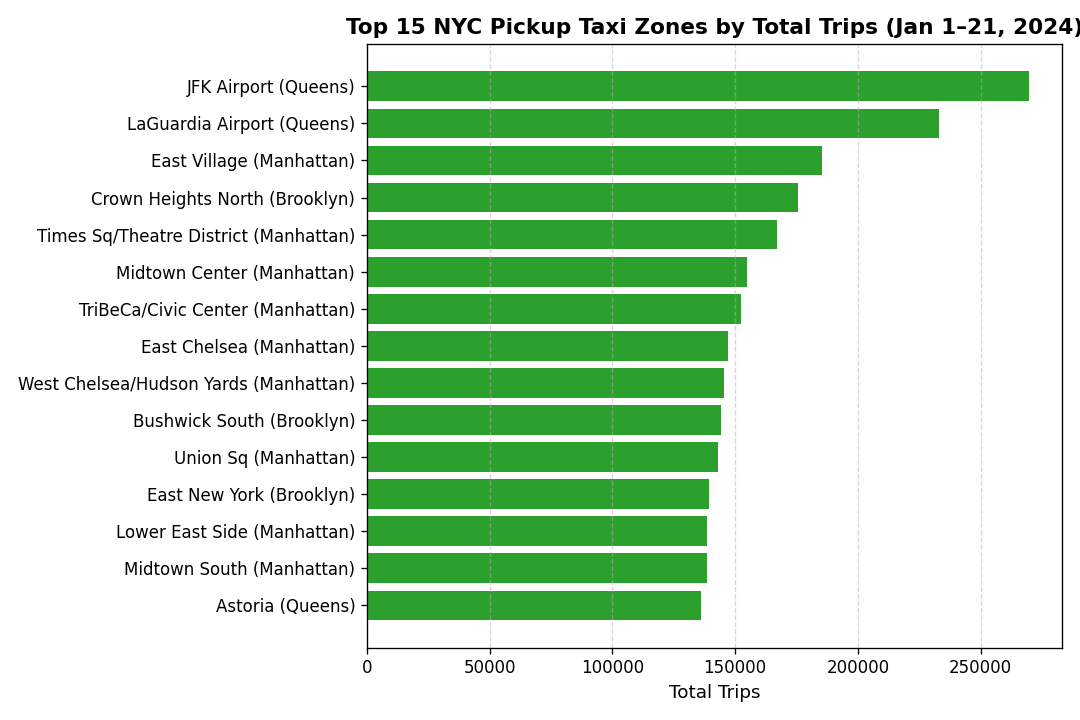 Top 15 NYC Pickup Taxi Zones by Total Trips (Jan 1–21, 2024)
JFK Airport (Queens)
LaGuardia Airport (Queens)
East Village (Manhattan)
Crown Heights North (Brooklyn)
Times Sq/Theatre District (Manhattan)
Midtown Center (Manhattan)
TriBeCa/Civic Center (Manhattan)
East Chelsea (Manhattan)
West Chelsea/Hudson Yards (Manhattan)
Bushwick South (Brooklyn)
Union Sq (Manhattan)
East New York (Brooklyn)
Lower East Side (Manhattan)
Midtown South (Manhattan)
Astoria (Queens)
0 50000 100000 150000 200000 250000
Total Trips